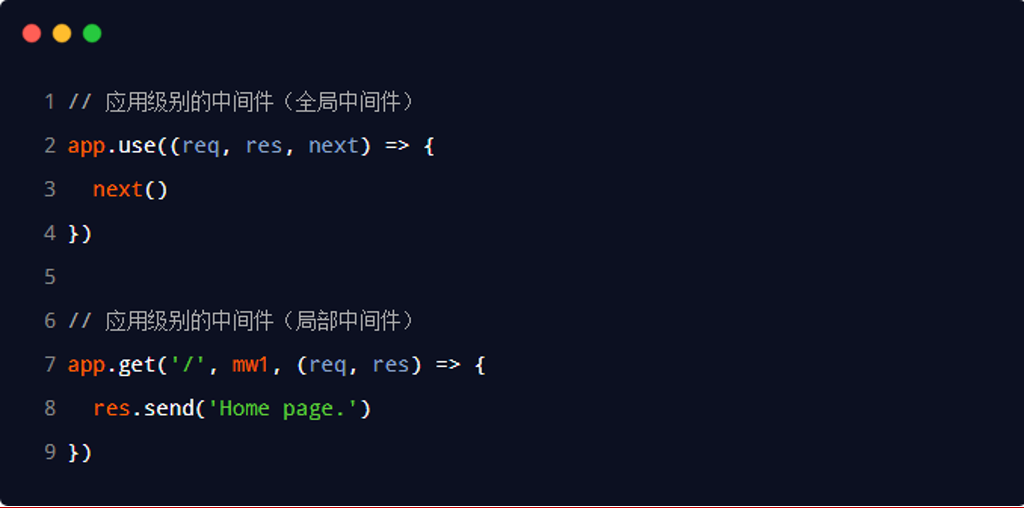 1 // 应用级别的中间件（全局中间件）
2 app.use((req, res, next) => {
3   next()
4 })
5
6 // 应用级别的中间件（局部中间件）
7 app.get('/', mw1, (req, res) => {
8   res.send('Home page.')
9 })